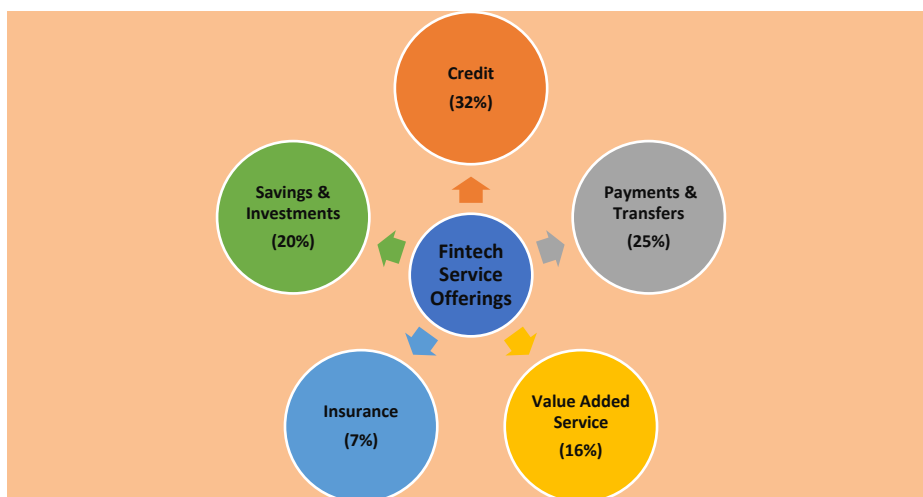 Credit
(32%)
Savings &
Investments
(20%)
Payments &
Transfers
(25%)
Fintech
Service
Offerings
Insurance
(7%)
Value Added
Service
(16%)